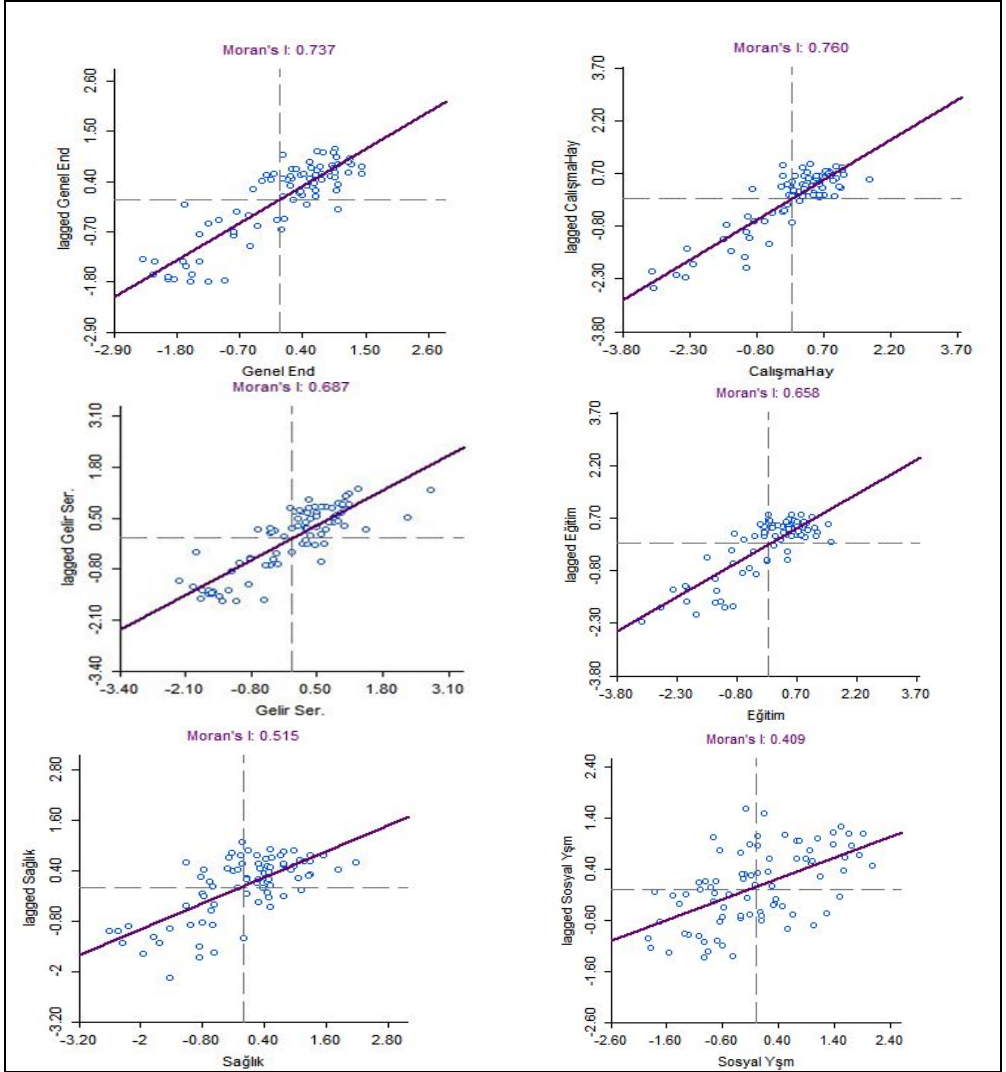 Moran's I: 0.737
lagged Genel End
2.60
1.50
0.40
-0.70
-1.80
-2.90
-2.90 -1.80 -0.70 0.40 1.50 2.60
Genel End
Moran's I: 0.760
lagged CalışmaHay
3.70
2.20
0.70
-0.80
-2.30
-3.80
-3.80 -2.30 -0.80 0.70 2.20 3.70
CalışmaHay
Moran's I: 0.687
lagged Gelir Ser.
3.10
1.80
0.50
-0.80
-2.10
-3.40
-3.40 -2.10 -0.80 0.50 1.80 3.10
Gelir Ser.
Moran's I: 0.658
lagged Eğitim
3.70
2.20
0.70
-0.80
-2.30
-3.80
-3.80 -2.30 -0.80 0.70 2.20 3.70
Eğitim
Moran's I: 0.515
lagged Sağlık
2.80
1.60
0.40
-0.80
-2
-3.20
-3.20 -2 -0.80 0.40 1.60 2.80
Sağlık
Moran's I: 0.409
lagged Sosyal Yşm
2.40
1.40
0.40
-0.60
-1.60
-2.60
-2.60 -1.60 -0.60 0.40 1.40 2.40
Sosyal Yşm